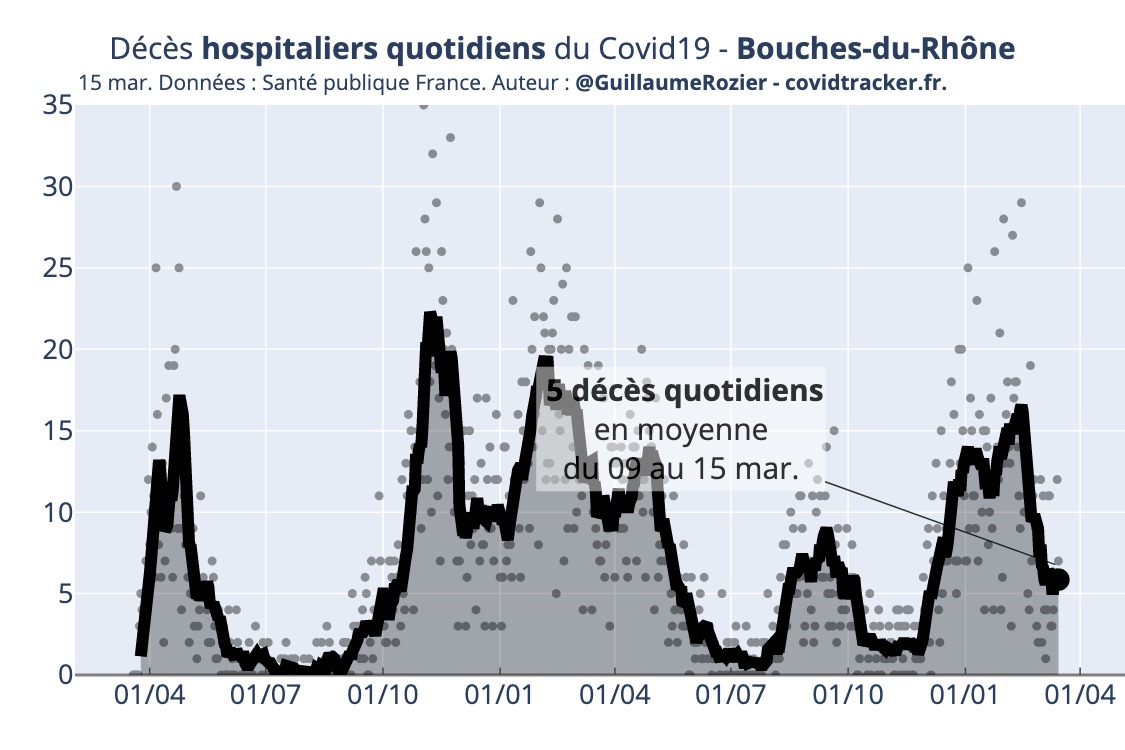 Décès hospitaliers quotidiens du Covid19 - Bouches-du-Rhône
15 mar. Données : Santé publique France. Auteur : @GuillaumeRozier - covidtracker.fr.
35
30
25
20
15
10
5
0
5 décès quotidiens
en moyenne
du 09 au 15 mar.
01/04 01/07 01/10 01/01 01/04 01/07 01/10 01/01 01/04